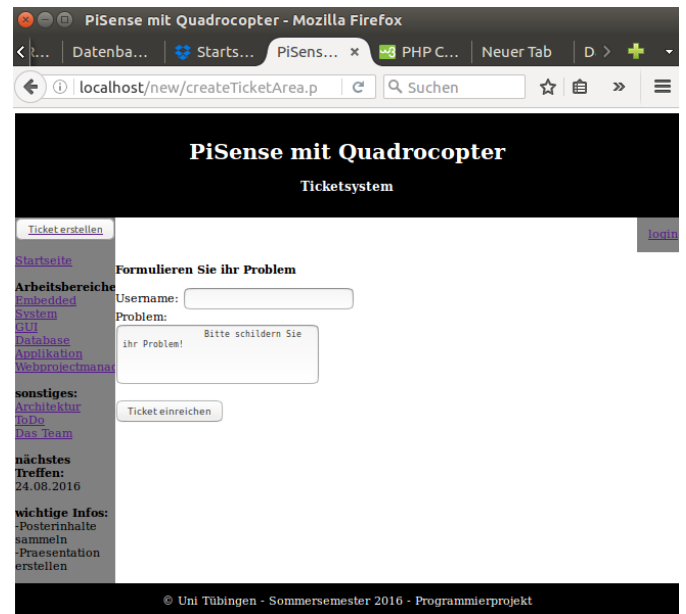 PiSense mit Quadrocopter - Mozilla Firefox
Datenba... Starts... PiSens... × PHP C... Neuer Tab D
localhost/new/createTicketArea.p Suchen
PiSense mit Quadrocopter
Ticketsystem
Ticket erstellen
login
Startseite
Arbeitsbereiche
Embedded
System
GUI
Database
Applikation
Webprojectmanag
sonstiges:
Architektur
ToDo
Das Team
nächstes
Treffen:
24.08.2016
wichtige Infos:
-Posterinhalte
sammeln
-Praesentation
erstellen
Formulieren Sie ihr Problem
Username:
Problem:
Bitte schildern Sie
ihr Problem!
Ticket einreichen
© Uni Tübingen - Sommersemester 2016 - Programmierprojekt